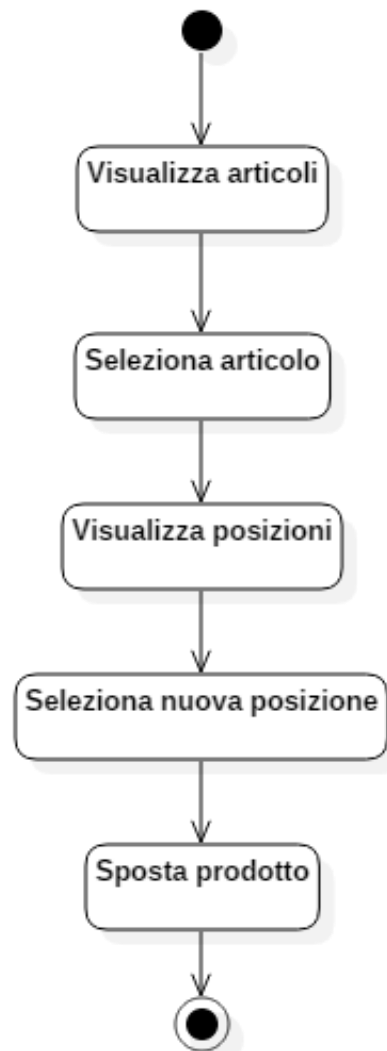 Visualizza articoli
Seleziona articolo
Visualizza posizioni
Seleziona nuova posizione
Sposta prodotto